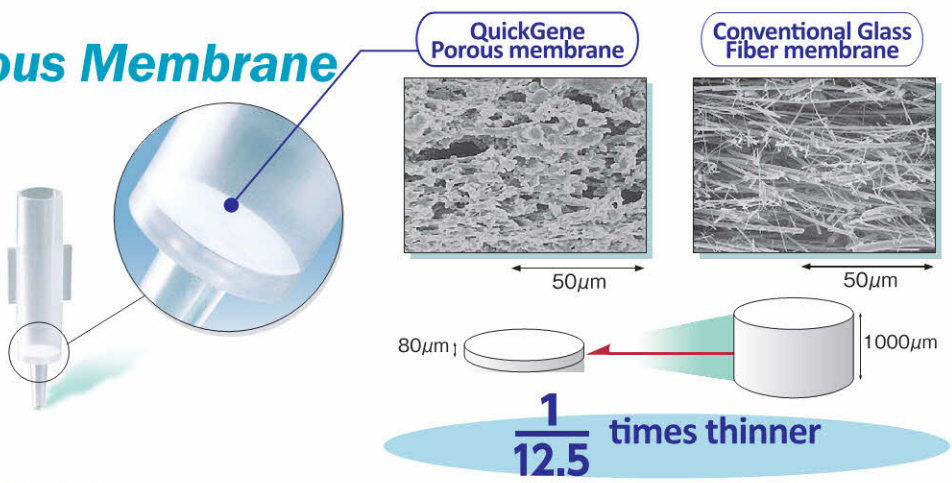 ous Membrane
QuickGene
Porous membrane
Conventional Glass
Fiber membrane
50μm
50μm
80μm
1000μm
1
12.5
times thinner